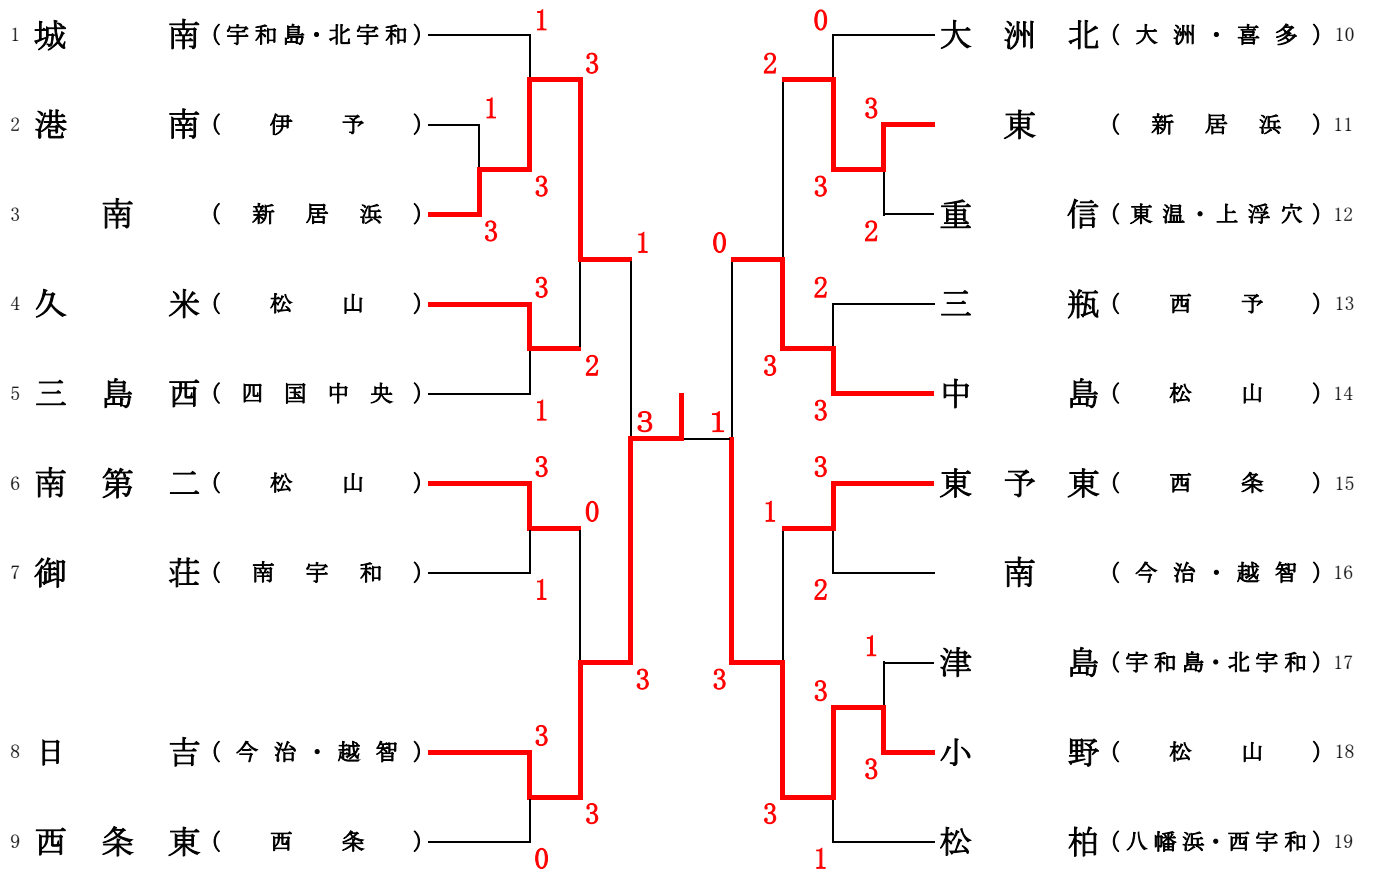 1 城南 (宇和島・北宇和)
2 港南 (伊予)
3 南 (新居浜)
4 久米 (松山)
5 三島西 (四国中央)
6 南第二 (松山)
7 御荘 (南宇和)
8 日吉 (今治・越智)
9 西条東 (西条)
1
3
1
3
3
3
1
2
1
3
0
1
3
3
0
3
1
3
3
1
0
1
3
0
2
3
3
2
2
3
3
3
1
2
1
3
3
3
1
大洲北 (大洲・喜多) 10
東 (新居浜) 11
重信 (東温・上浮穴) 12
三瓶 (西予) 13
中島 (松山) 14
東予東 (西条) 15
南 (今治・越智) 16
津島 (宇和島・北宇和) 17
小野 (松山) 18
松柏 (八幡浜・西宇和) 19